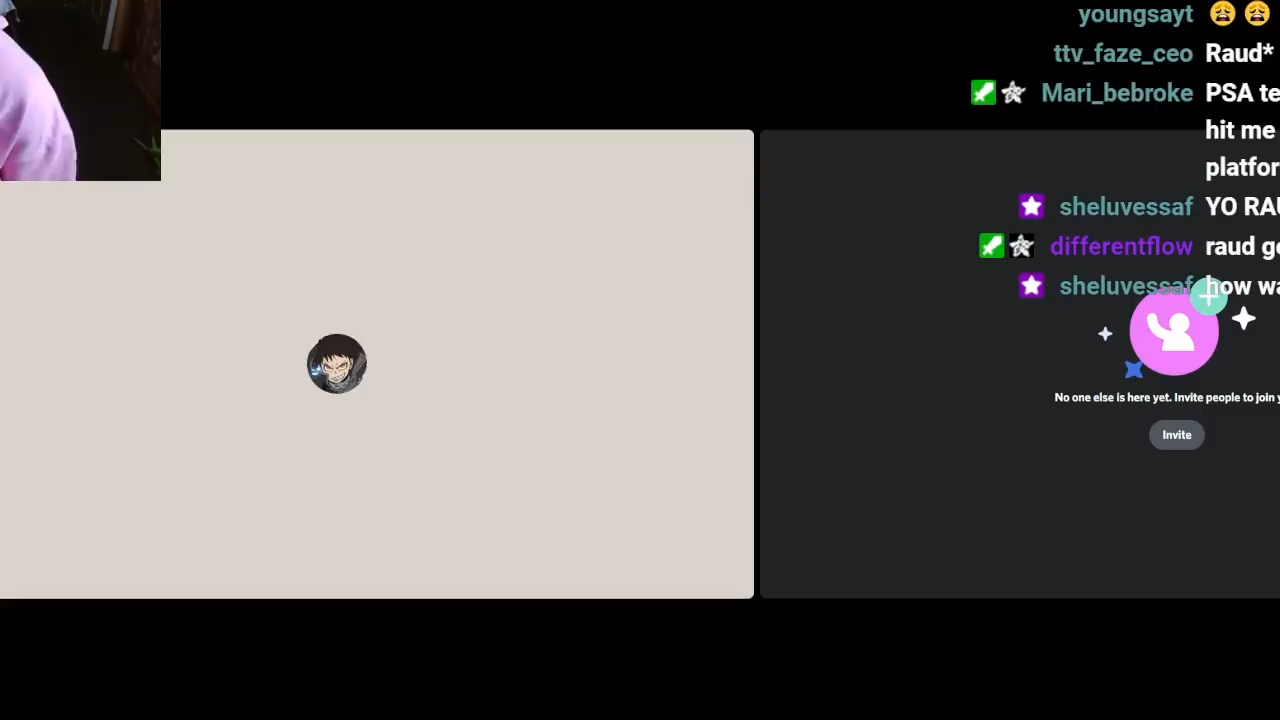 youngsayt 😩 😩
ttv_faze_ceo Raud*
Mari_bebroke PSA te
hit me
platfor
sheluvessaf YO RAU
differentflow raud go
sheluvessaf how wa
No one else is here yet. Invite people to join y
Invite